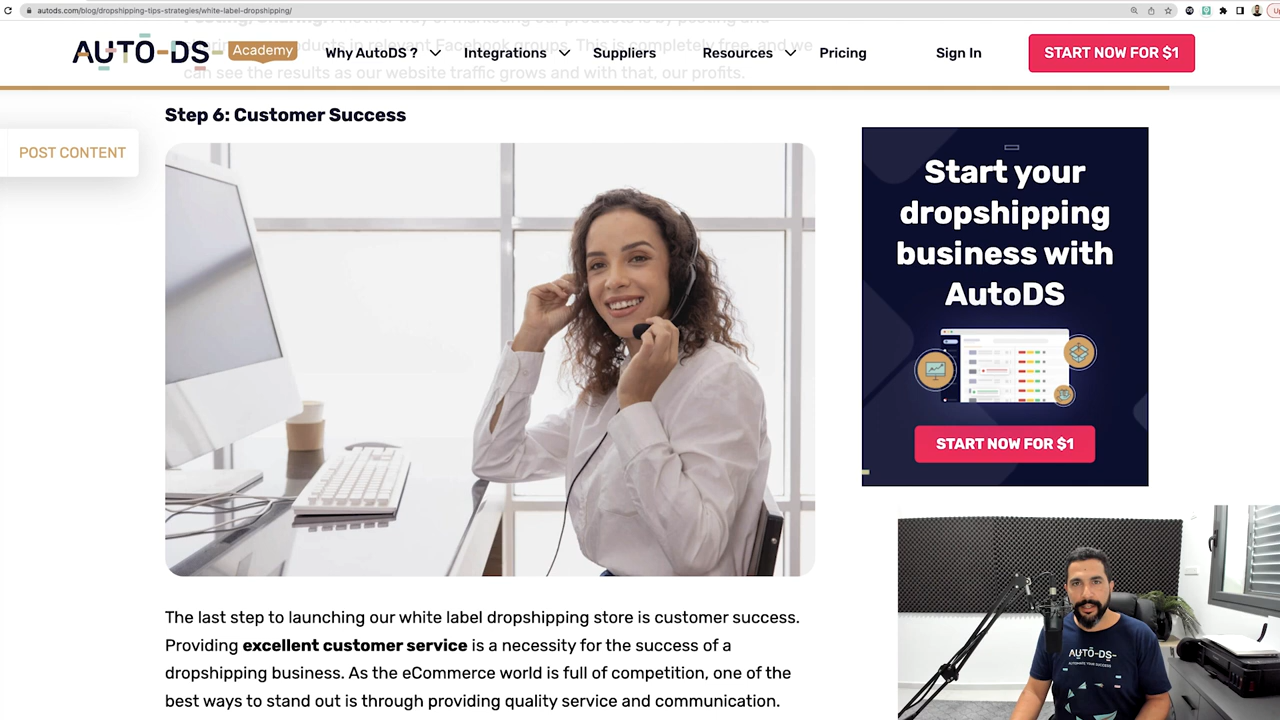 autods.com/blog/dropshipping-tips-strategies/white-label-dropshipping/
AUTO-DS- Academy Why AutoDS ? Integrations Suppliers Resources Pricing Sign In START NOW FOR $1
can see the results as our website traffic grows and with that, our profits.
Step 6: Customer Success
POST CONTENT
Start your
dropshipping
business with
AutoDS
START NOW FOR $1
The last step to launching our white label dropshipping store is customer success.
Providing excellent customer service is a necessity for the success of a
dropshipping business. As the eCommerce world is full of competition, one of the
best ways to stand out is through providing quality service and communication.
AUTO-DS-
AUTOMATE YOUR SUCCESS